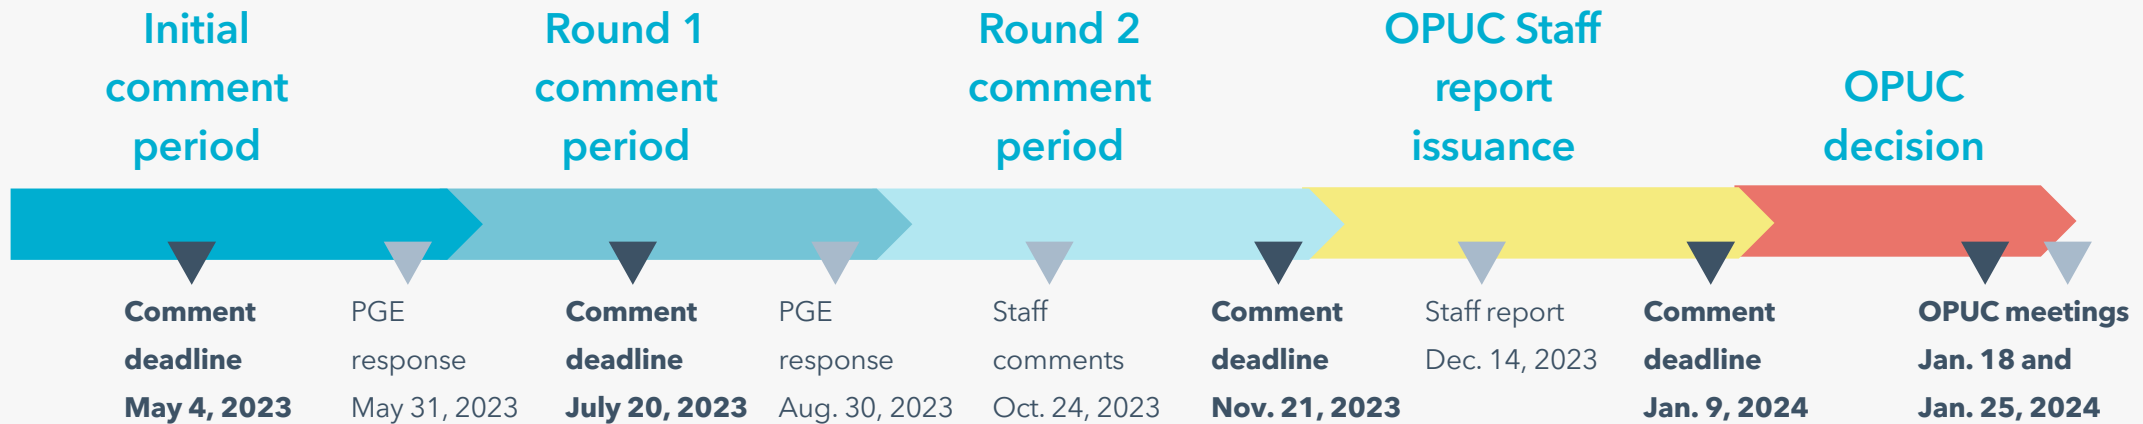 Initial
comment
period
Round 1
comment
period
Round 2
comment
period
OPUC Staff
report
issuance
OPUC
decision
Comment
deadline
May 4, 2023
PGE
response
May 31, 2023
Comment
deadline
July 20, 2023
PGE
response
Aug. 30, 2023
Staff
comments
Oct. 24, 2023
Comment
deadline
Nov. 21, 2023
Staff report
Dec. 14, 2023
Comment
deadline
Jan. 9, 2024
OPUC meetings
Jan. 18 and
Jan. 25, 2024